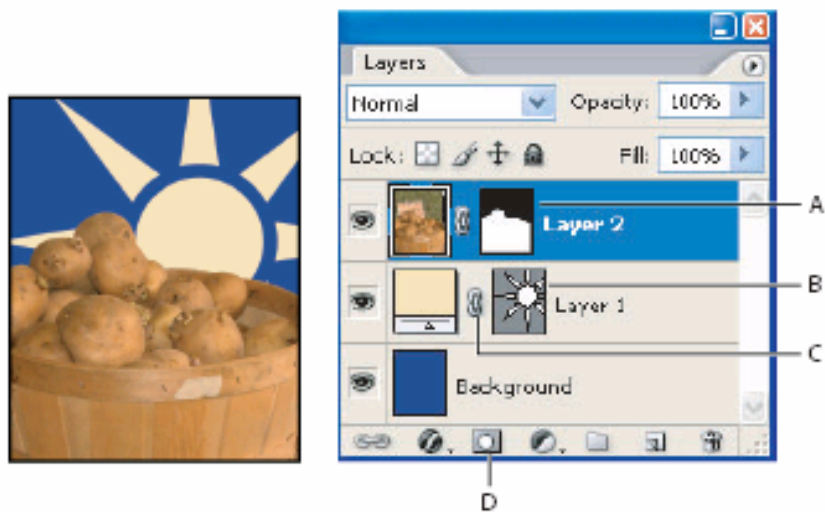 Layers
Normal
Opacity: 100%
Lock:
Fill: 100%
A
Layer 2
B
Layer 1
C
Background
D